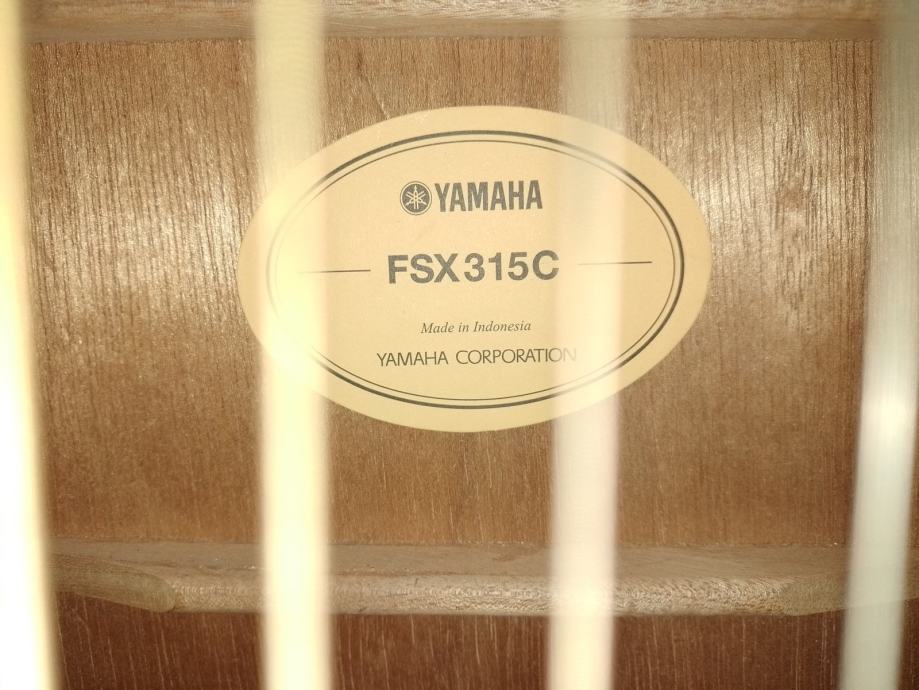 YAMAHA
FSX315C
Made in Indonesia
YAMAHA CORPORATION